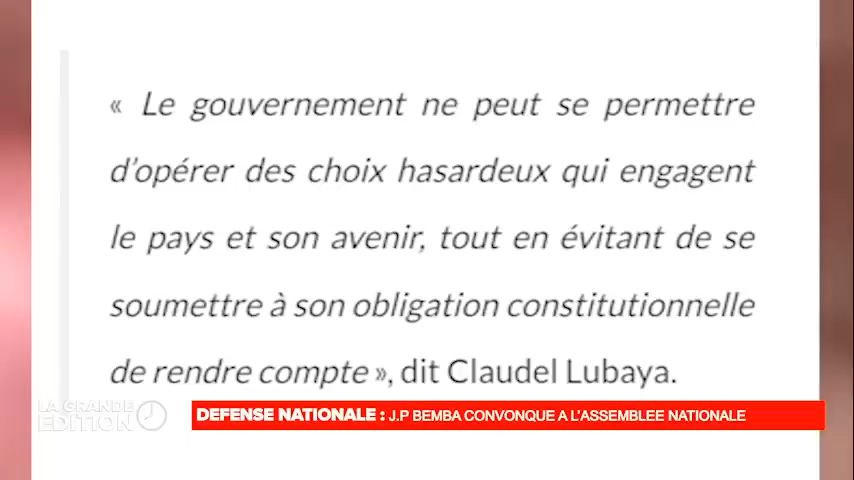 « Le gouvernement ne peut se permettre
d'opérer des choix hasardeux qui engagent
le pays et son avenir, tout en évitant de se
soumettre à son obligation constitutionnelle
de rendre compte », dit Claudel Lubaya.
LA GRANDE
EDITION
DEFENSE NATIONALE : J.P BEMBA CONVONQUE A L'ASSEMBLEE NATIONALE